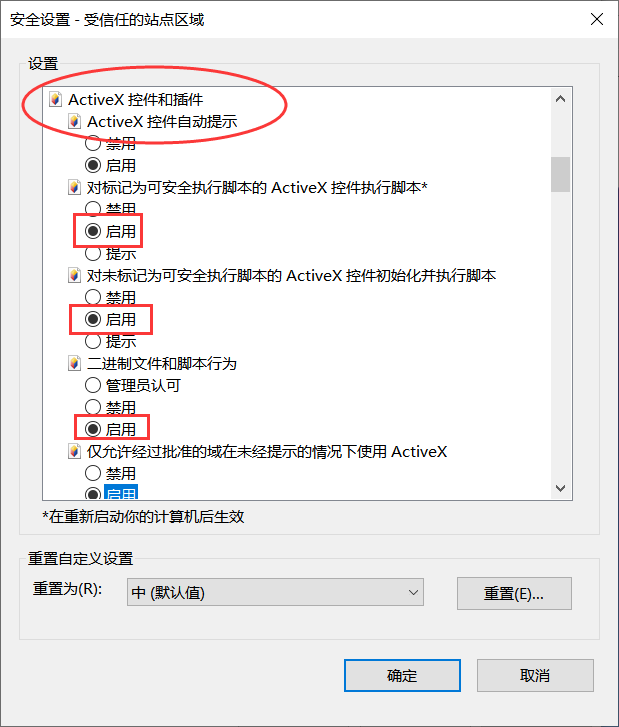 安全设置 - 受信任的站点区域
设置
ActiveX 控件和插件
ActiveX 控件自动提示
禁用
启用
对标记为可安全执行脚本的 ActiveX 控件执行脚本*
禁用
启用
提示
对未标记为可安全执行脚本的 ActiveX 控件初始化并执行脚本
禁用
启用
提示
二进制文件和脚本行为
管理员认可
禁用
启用
仅允许经过批准的域在未经提示的情况下使用 ActiveX
禁用
启用
*在重新启动你的计算机后生效
重置自定义设置
重置为(R): 中 (默认值) 重置(E)...
确定 取消